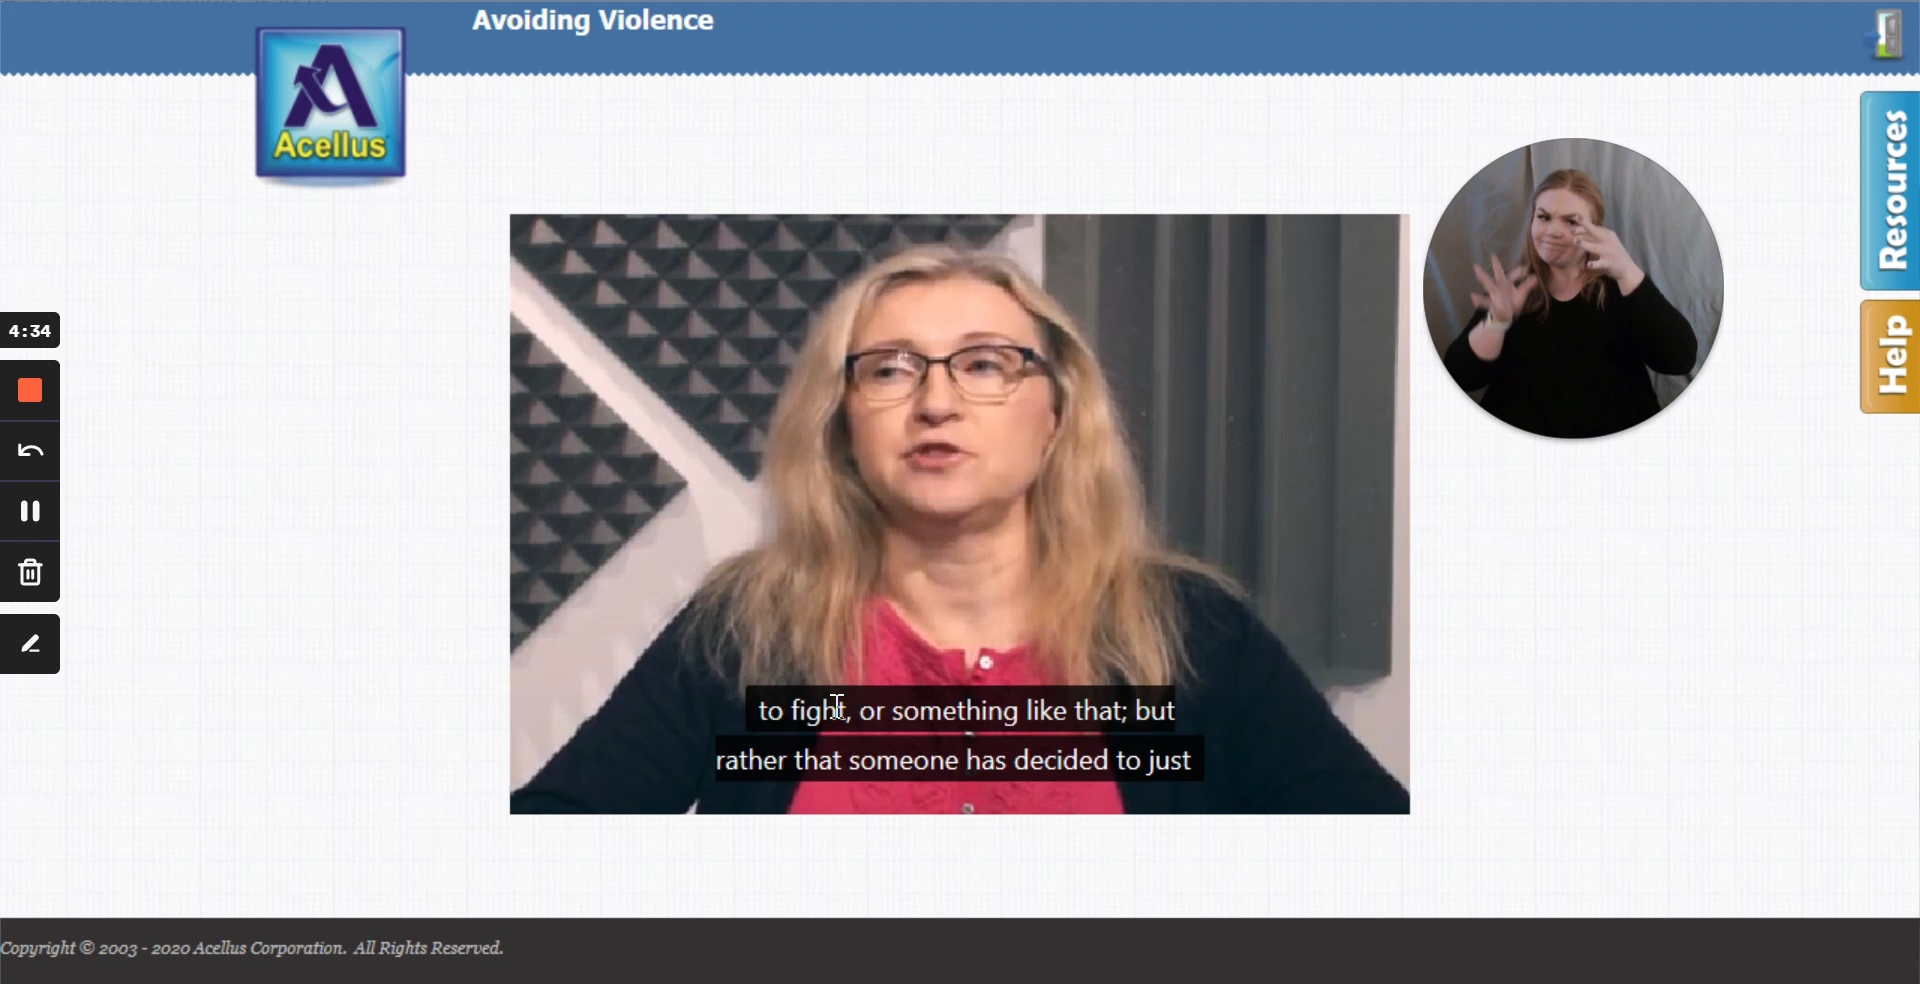 Avoiding Violence
Acellus
Resources
Help
4:34
to fight, or something like that; but
rather that someone has decided to just
Copyright © 2003 - 2020 Acellus Corporation.  All Rights Reserved.